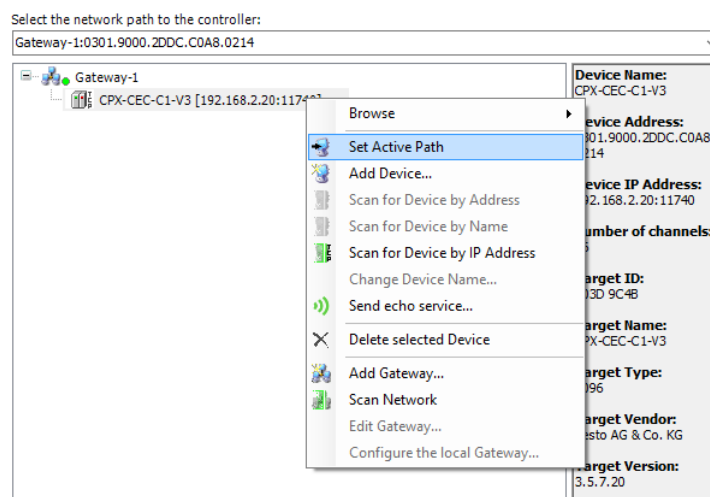 Select the network path to the controller:
Gateway-1:0301.9000.2DDC.C0A8.0214
Gateway-1
CPX-CEC-C1-V3 [192.168.2.20:11740]
Browse
Set Active Path
Add Device...
Scan for Device by Address
Scan for Device by Name
Scan for Device by IP Address
Change Device Name...
Send echo service...
Delete selected Device
Add Gateway...
Scan Network
Edit Gateway...
Configure the local Gateway...
Device Name:
CPX-CEC-C1-V3
evice Address:
301.9000.2DDC.C0A8
214
evice IP Address:
92.168.2.20:11740
umber of channels:
arget ID:
03D 9C4B
arget Name:
PX-CEC-C1-V3
arget Type:
096
arget Vendor:
esto AG & Co. KG
arget Version:
3.5.7.20